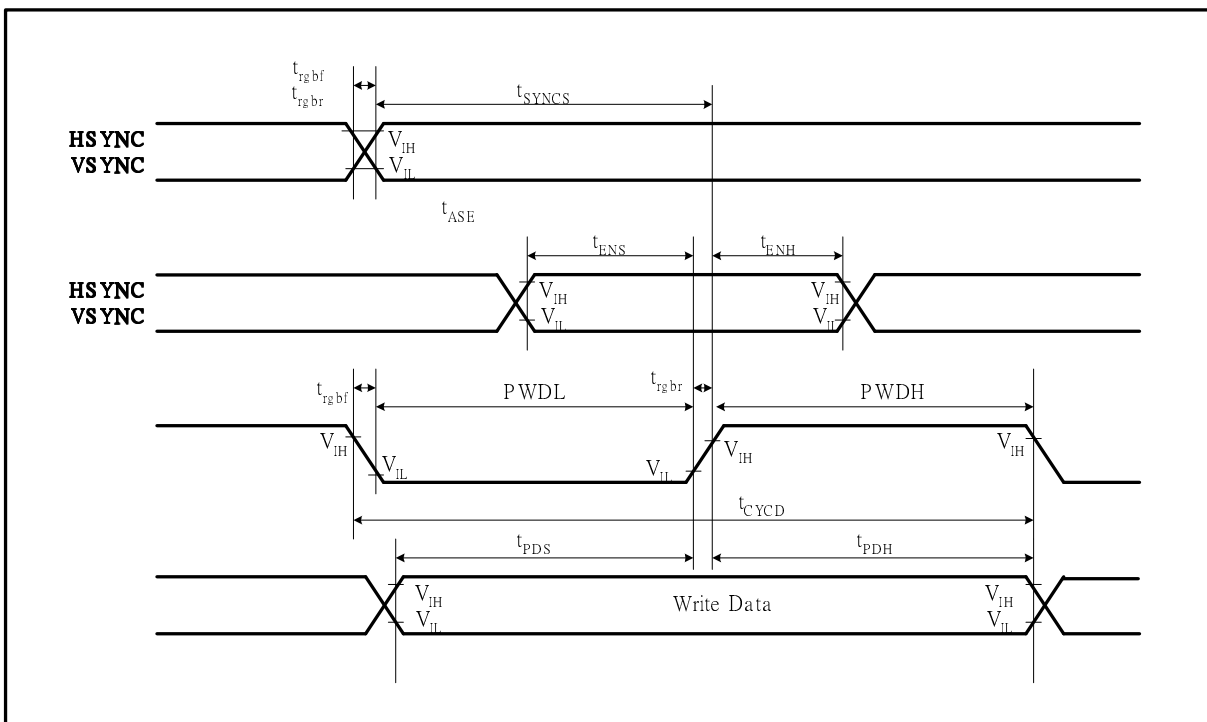 trgbf
trgbr
tSYNCS
HSYNC
VSYNC
VIH
VIL
tASE
tENS
tENH
HSYNC
VSYNC
VIH
VIL
VIH
VIL
trgbf
PWDL
trgbr
PWDH
VIH
VIL
VIL
VIH
VIH
tCYCD
tPDS
tPDH
VIH
VIL
Write Data
VIH
VIL